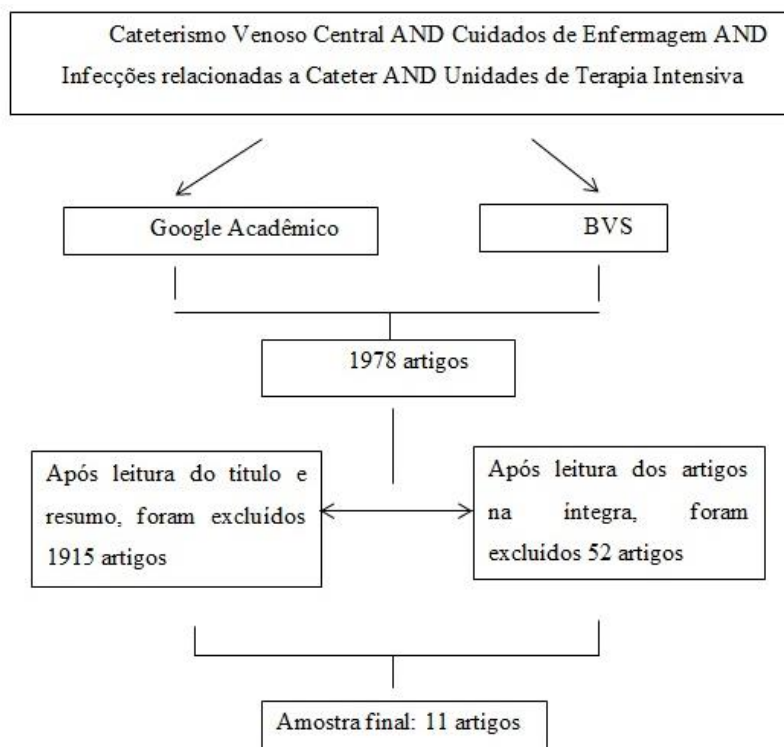 Cateterismo Venoso Central AND Cuidados de Enfermagem AND
Infecções relacionadas a Cateter AND Unidades de Terapia Intensiva
Google Acadêmico
BVS
1978 artigos
Após leitura do título e
resumo, foram excluídos
1915 artigos
Após leitura dos artigos
na íntegra, foram
excluídos 52 artigos
Amostra final: 11 artigos